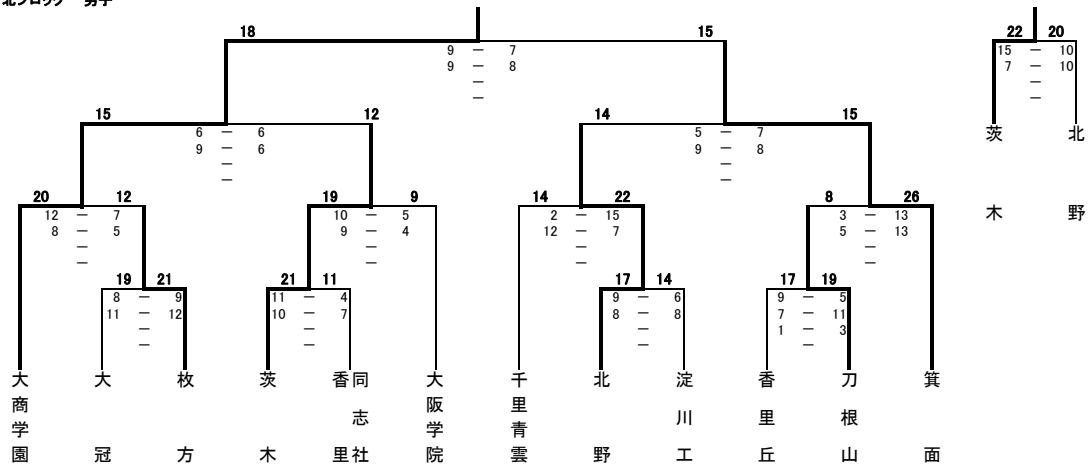 北ブロック 男子
18 15 22 20
9 ― 7 15 ― 10
9 ― 8 7 ― 10
―
―
15 12 14 15
6 ― 6 5 ― 7 茨 北
9 ― 6 9 ― 8 木 野
― ―
― ―
20 12 19 9 14 22 8 26
12 ― 7 10 ― 5 2 ― 15 3 ― 13
8 ― 5 9 ― 4 12 ― 7 5 ― 13
― ― ― ―
― ― ― ―
19 21 21 11 17 14 17 19
8 ― 9 11 ― 4 9 ― 6 9 ― 5
11 ― 12 10 ― 7 8 ― 8 7 ― 11
― ― ― 1 ― 3
― ― ― ―
大商学園
大冠
枚方
茨木
香里
同志社
大阪学院
千里青雲
北野
淀川工
香里丘
刀根山
箕面